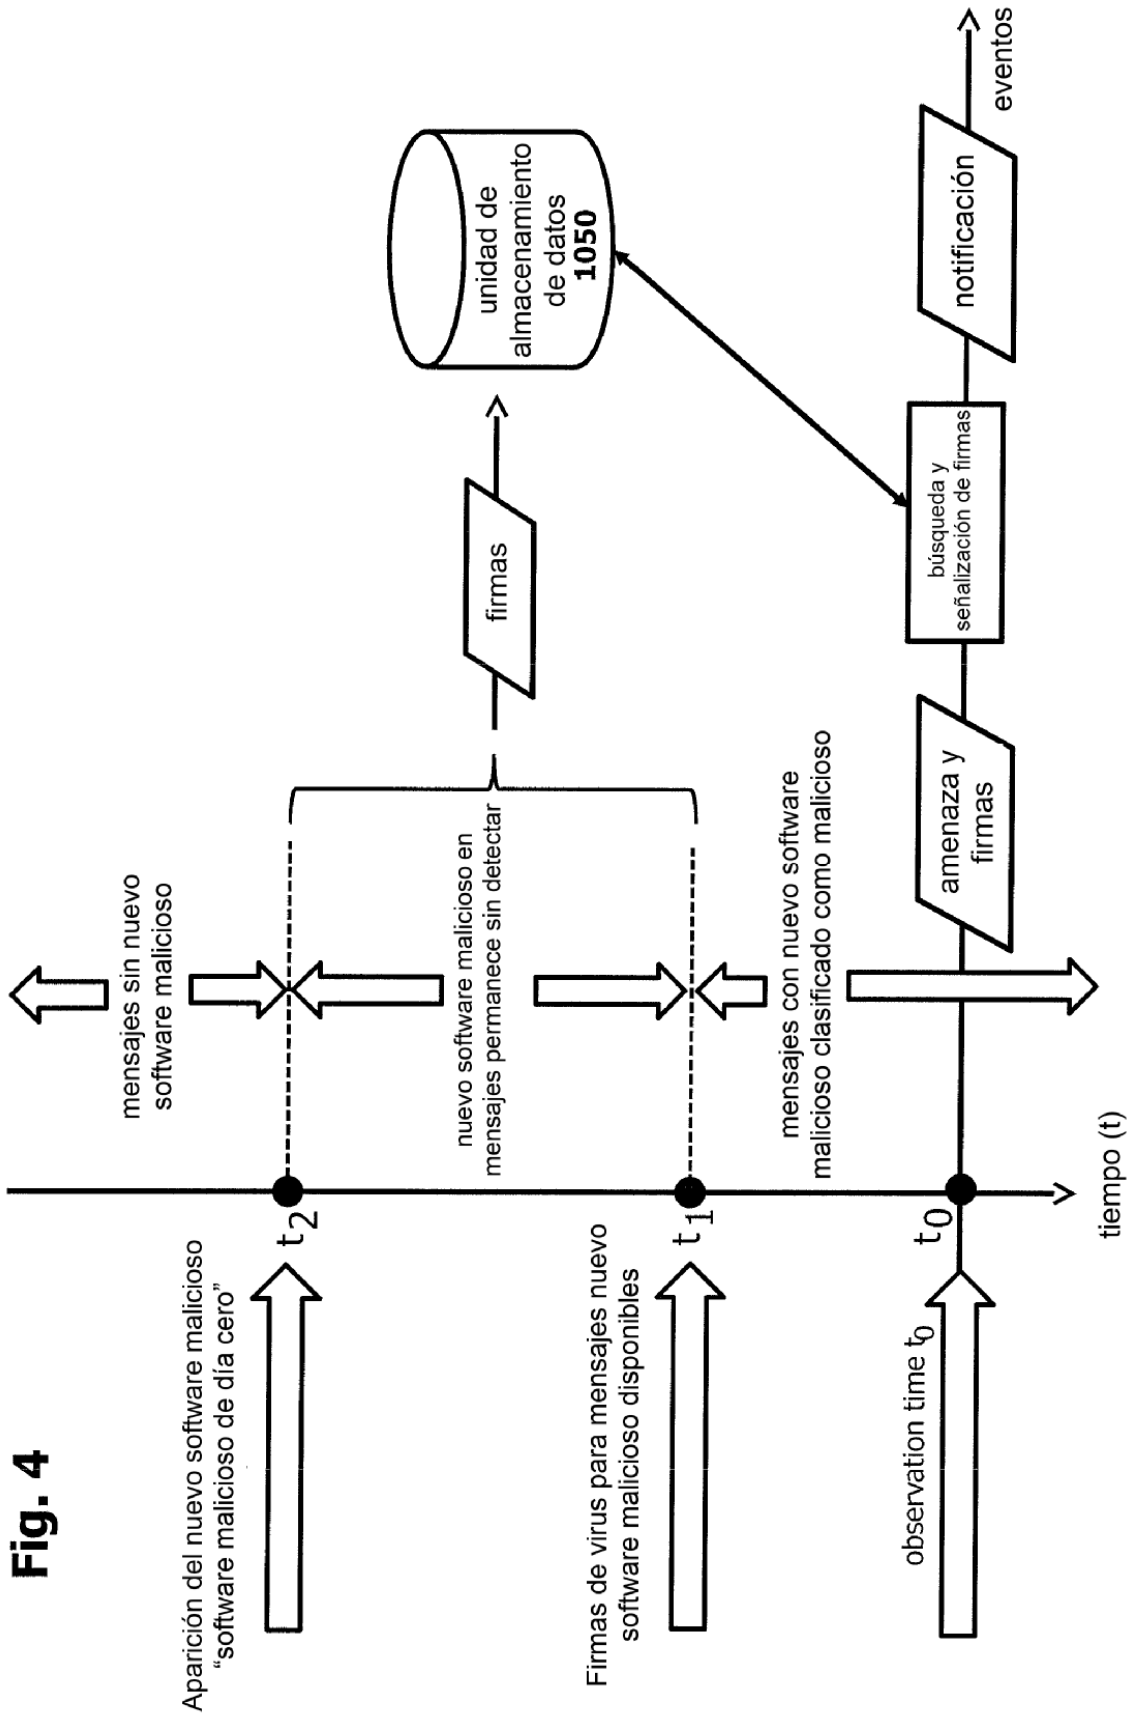 Fig. 4
Aparición del nuevo software malicioso
“software malicioso de día cero”
t2
mensajes sin nuevo
software malicioso
nuevo software malicioso en
mensajes permanece sin detectar
firmas
unidad de
almacenamiento
de datos
1050
Firmas de virus para mensajes nuevo
software malicioso disponibles
t1
mensajes con nuevo software
malicioso clasificado como malicioso
observation time t0
t0
amenaza y
firmas
búsqueda y
señalización de firmas
notificación
eventos
tiempo (t)